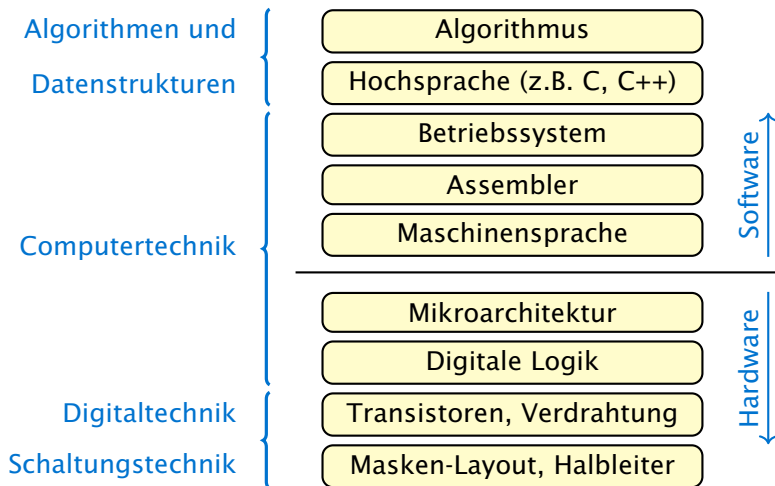 Algorithmen und
Datenstrukturen
Computertechnik
Digitaltechnik
Schaltungstechnik
Algorithmus
Hochsprache (z.B. C, C++)
Betriebssystem
Assembler
Maschinensprache
Mikroarchitektur
Digitale Logik
Transistoren, Verdrahtung
Masken-Layout, Halbleiter
Software
Hardware